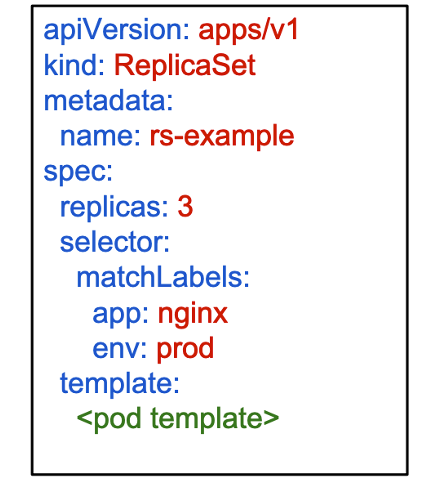 apiVersion: apps/v1
kind: ReplicaSet
metadata:
  name: rs-example
spec:
  replicas: 3
  selector:
    matchLabels:
      app: nginx
      env: prod
  template:
    <pod template>